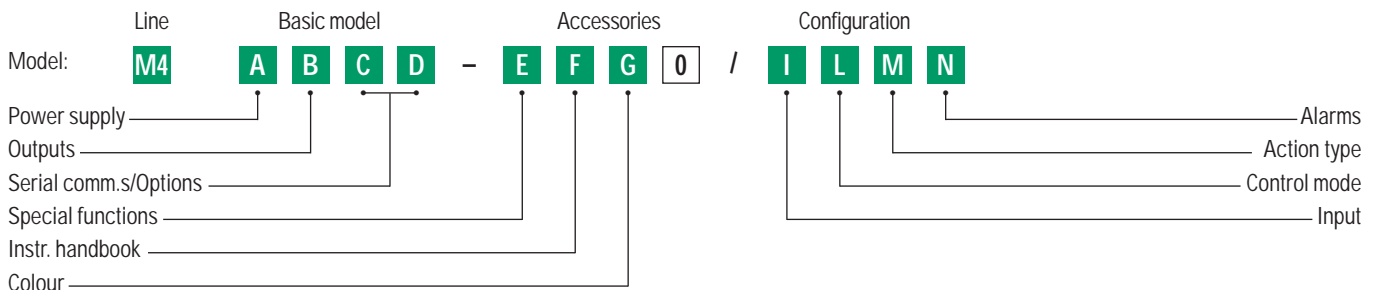 Line Basic model Accessories Configuration
Model: M4 A B C D – E F G 0 / I L M N
Power supply Alarms
Outputs Action type
Serial comm.s/Options Control mode
Special functions Input
Instr. handbook
Colour